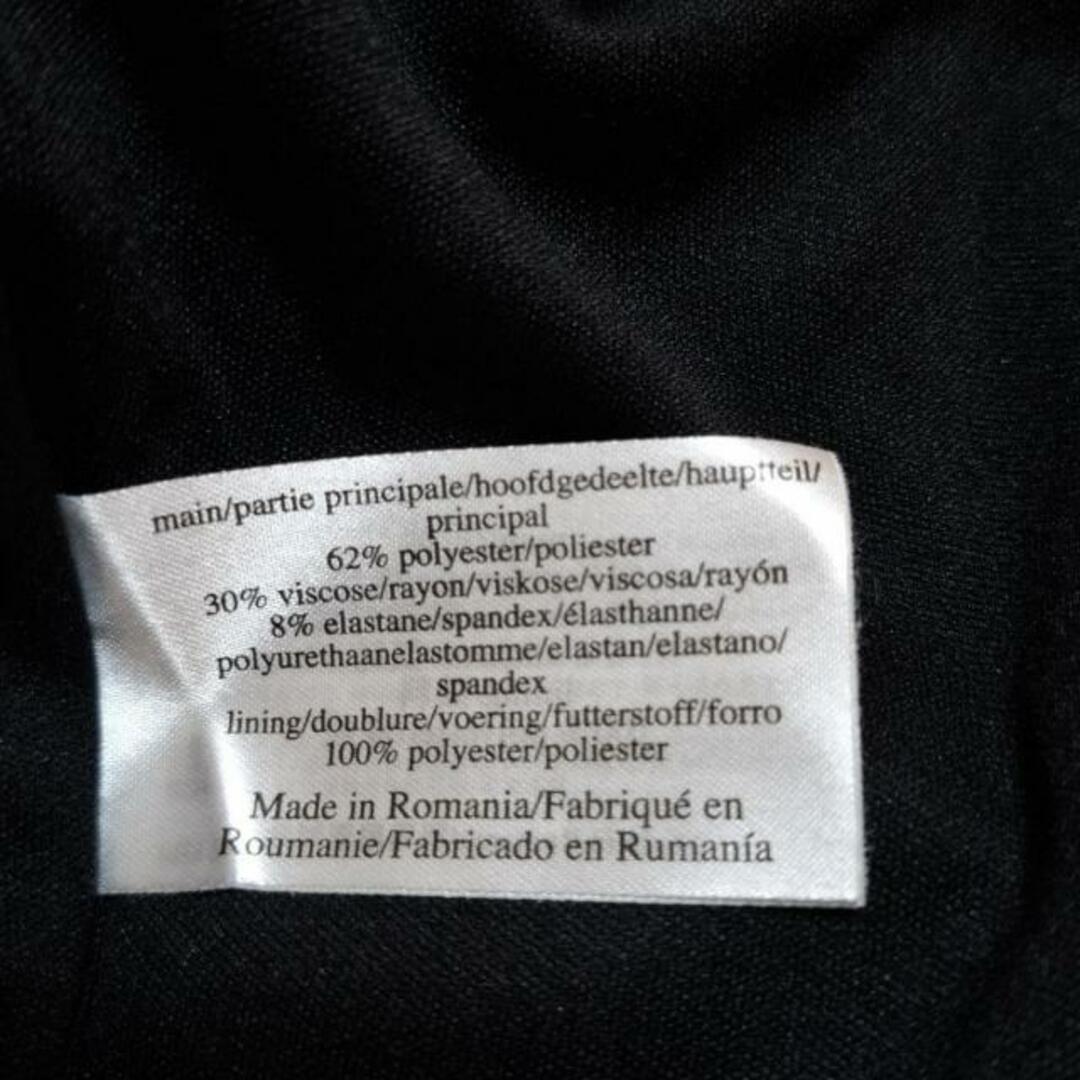 main/partie principale/hoofdgedeelte/hauptteil/
principal
62% polyester/poliester
30% viscose/rayon/viskose/viscosa/rayón
8% elastane/spandex/élasthanne/
polyurethaanelastomme/elastan/elastano/
spandex
lining/doublure/voering/futterstoff/forro
100% polyester/poliester
Made in Romania/Fabriqué en
Roumanie/Fabricado en Rumanía